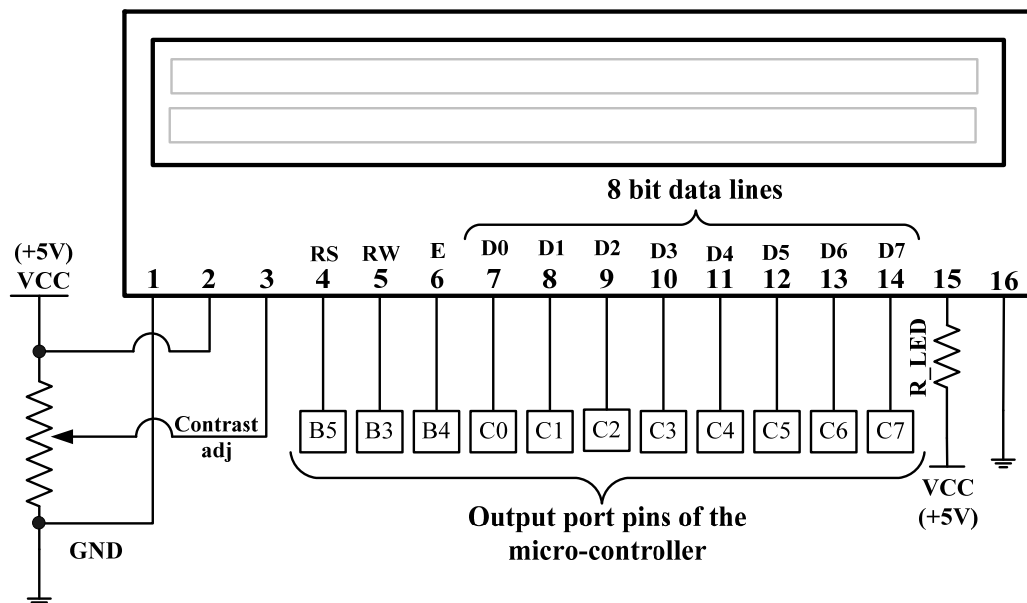 8 bit data lines
(+5V)
VCC
RS RW E D0 D1 D2 D3 D4 D5 D6 D7
1 2 3 4 5 6 7 8 9 10 11 12 13 14 15 16
R_LED
Contrast
adj
B5 B3 B4 C0 C1 C2 C3 C4 C5 C6 C7
VCC
(+5V)
Output port pins of the
micro-controller
GND